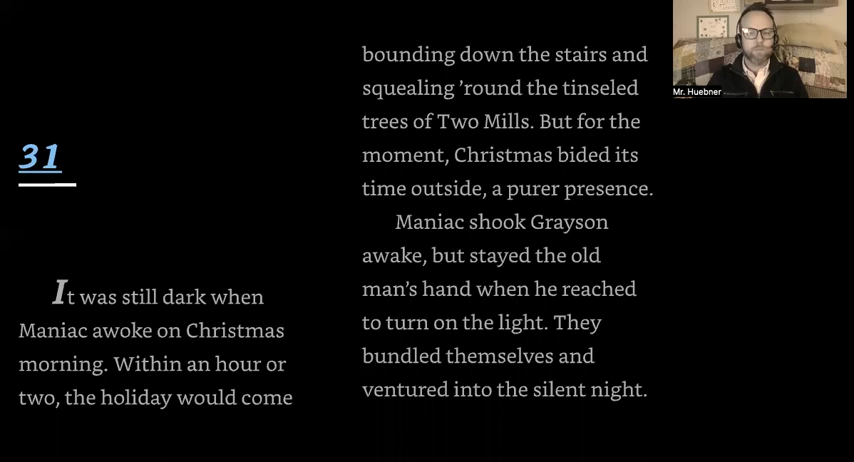 31
It was still dark when
Maniac awoke on Christmas
morning. Within an hour or
two, the holiday would come
bounding down the stairs and
squealing ’round the tinseled
trees of Two Mills. But for the
moment, Christmas bided its
time outside, a purer presence.
Maniac shook Grayson
awake, but stayed the old
man’s hand when he reached
to turn on the light. They
bundled themselves and
ventured into the silent night.
Mr. Huebner